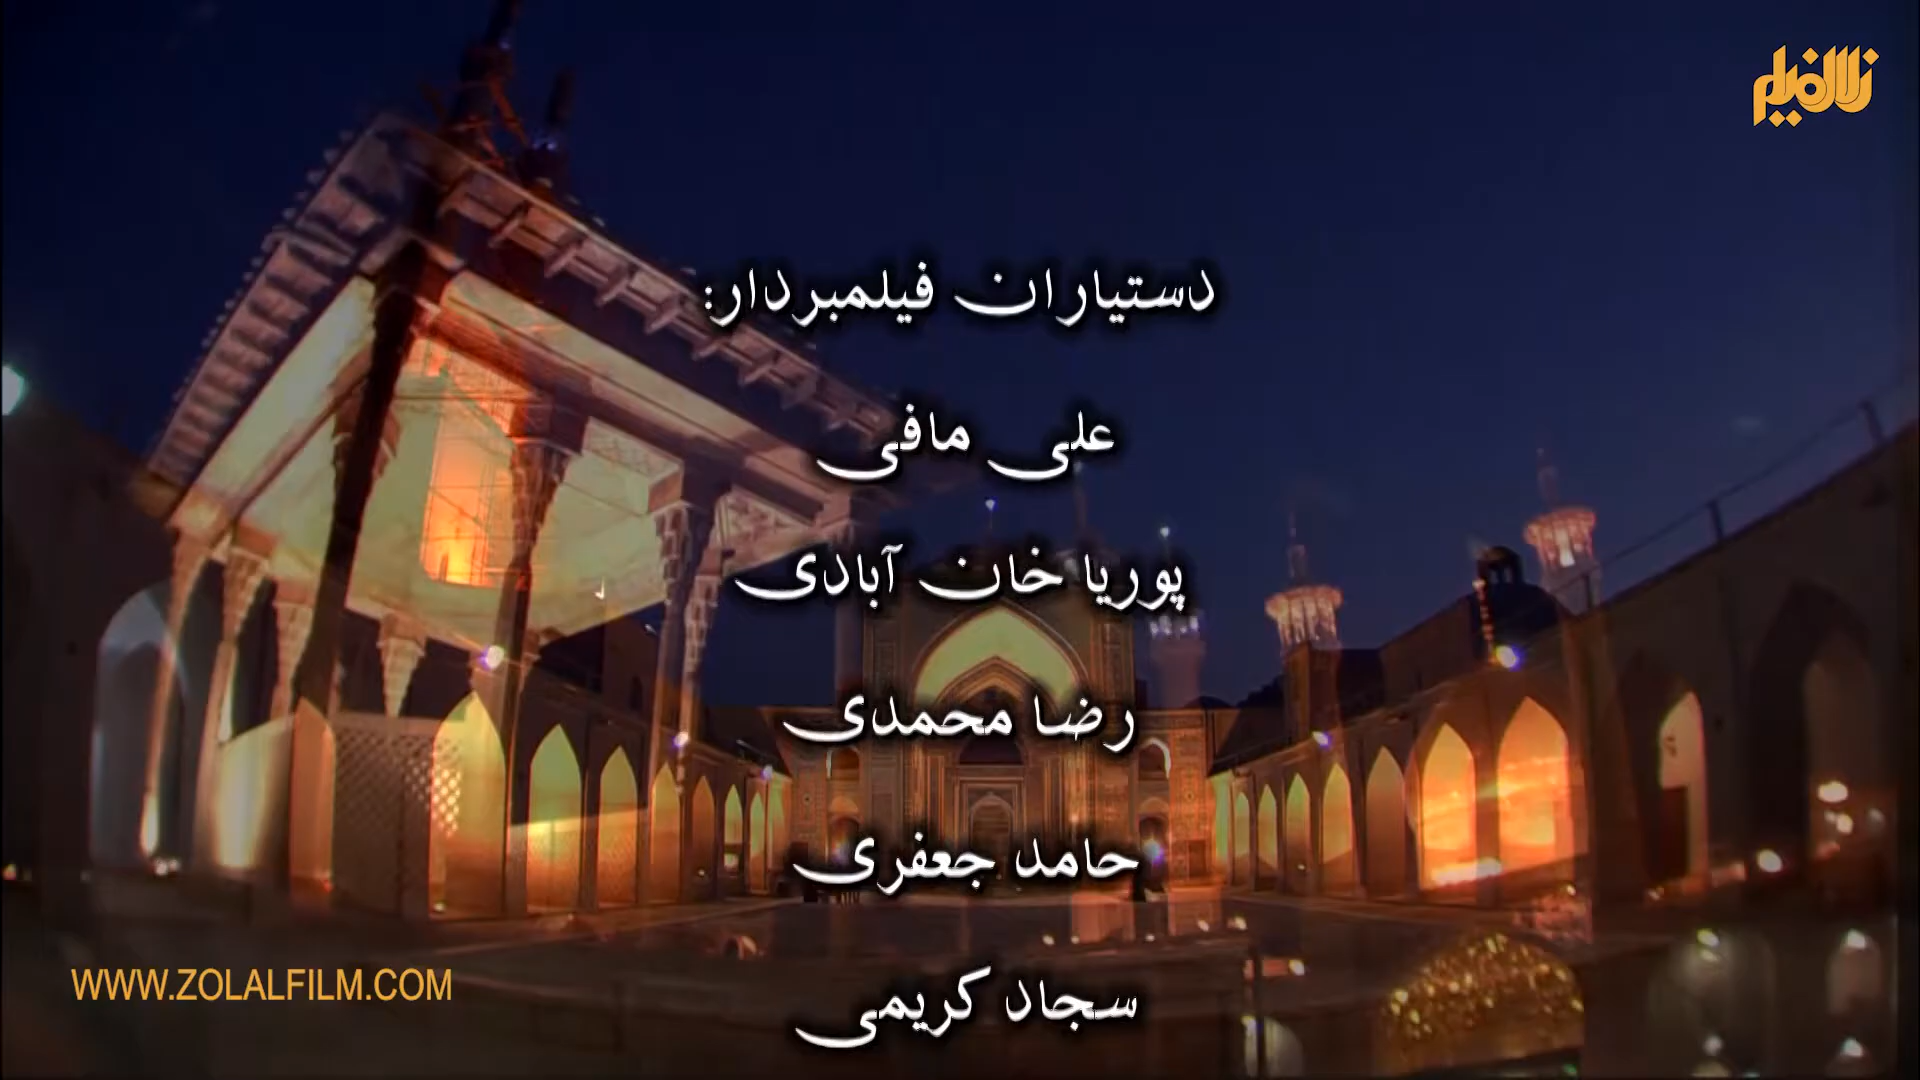 زلال فیلم
دستیاران فیلمبردار:
علی مافی
پوریا خان آبادی
رضا محمدی
حامد جعفری
سجاد کریمی
WWW.ZOLALFILM.COM